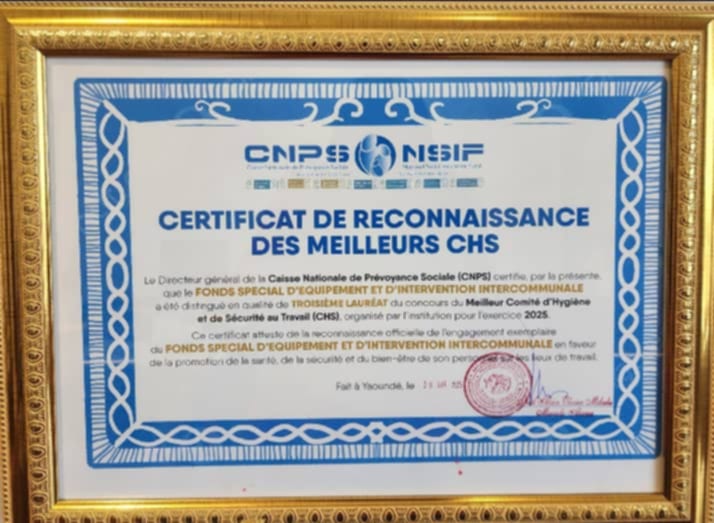 CNPS NSIF
CERTIFICAT DE RECONNAISSANCE
DES MEILLEURS CHS
Le Directeur général de la Caisse Nationale de Prévoyance Sociale (CNPS) certifie, par la présente,
que le FONDS SPECIAL D'EQUIPEMENT ET D'INTERVENTION INTERCOMMUNALE
a été distingué en qualité de TROISIÈME LAURÉAT du concours du Meilleur Comité d'Hygiène
et de Sécurité au Travail (CHS), organisé par l'institution pour l'exercice 2025.
Ce certificat atteste de la reconnaissance officielle de l'engagement exemplaire
du FONDS SPECIAL D'EQUIPEMENT ET D'INTERVENTION INTERCOMMUNALE en faveur
de la promotion de la santé, de la sécurité et du bien-être de son personnel sur les lieux de travail.
Fait à Yaoundé, le